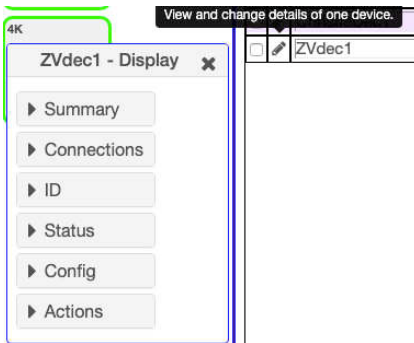 View and change details of one device.
4K
ZVdec1 - Display
ZVdec1
Summary
Connections
ID
Status
Config
Actions